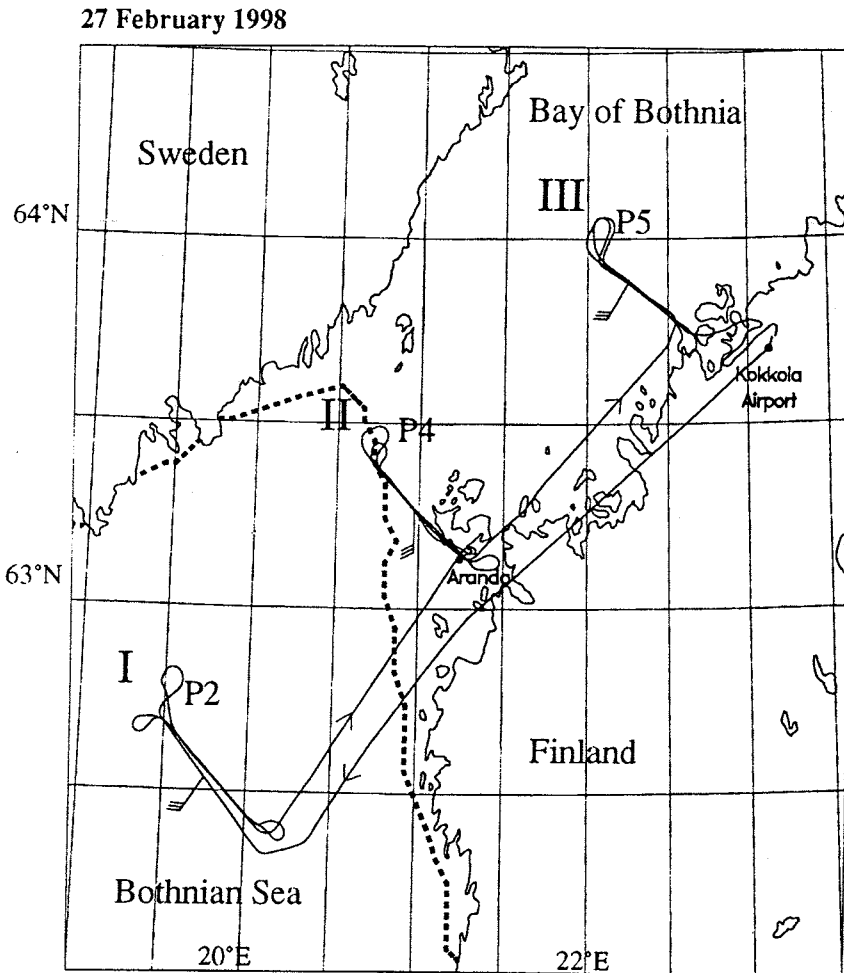 27 February 1998
Bay of Bothnia
Sweden
III
64°N
P5
Kokkola
Airport
II
P4
63°N
Aranda
I
P2
Finland
Bothnian Sea
20°E
22°E